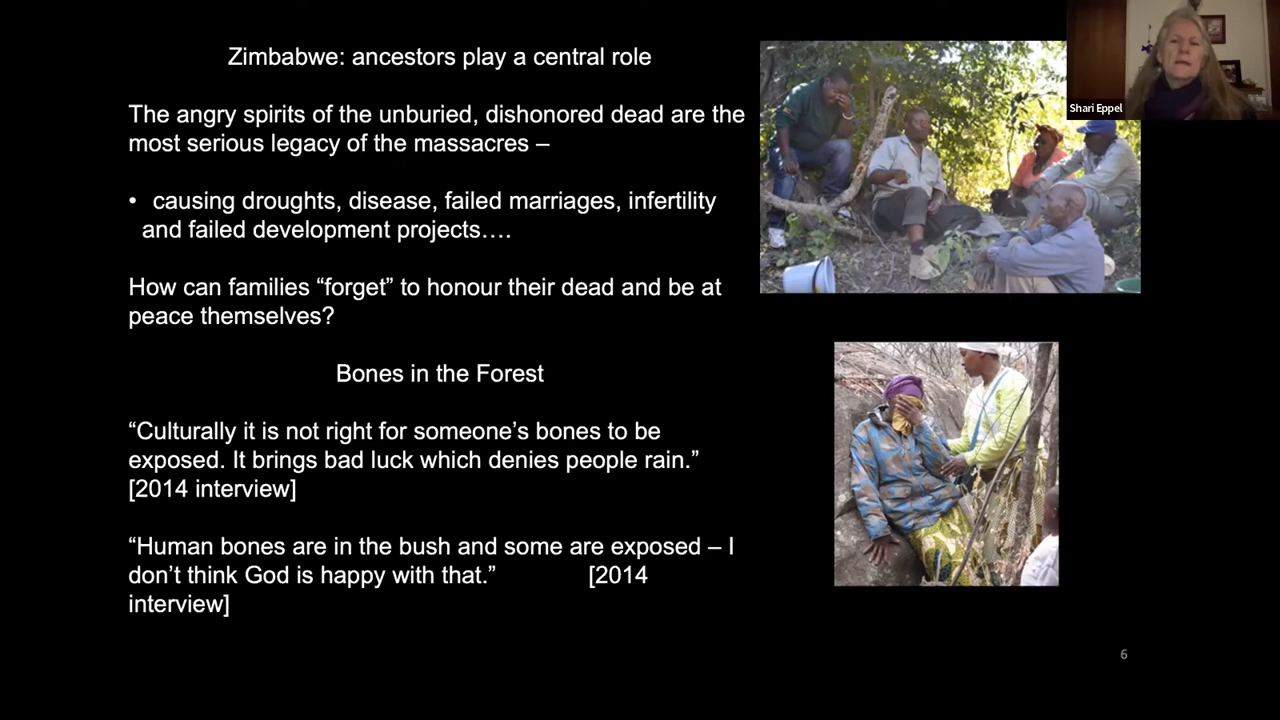 Zimbabwe: ancestors play a central role
The angry spirits of the unburied, dishonored dead are the
most serious legacy of the massacres –
• causing droughts, disease, failed marriages, infertility
and failed development projects….
How can families “forget” to honour their dead and be at
peace themselves?
Bones in the Forest
“Culturally it is not right for someone’s bones to be
exposed. It brings bad luck which denies people rain.”
[2014 interview]
“Human bones are in the bush and some are exposed – I
don’t think God is happy with that.” [2014
interview]
Shari Eppel
6